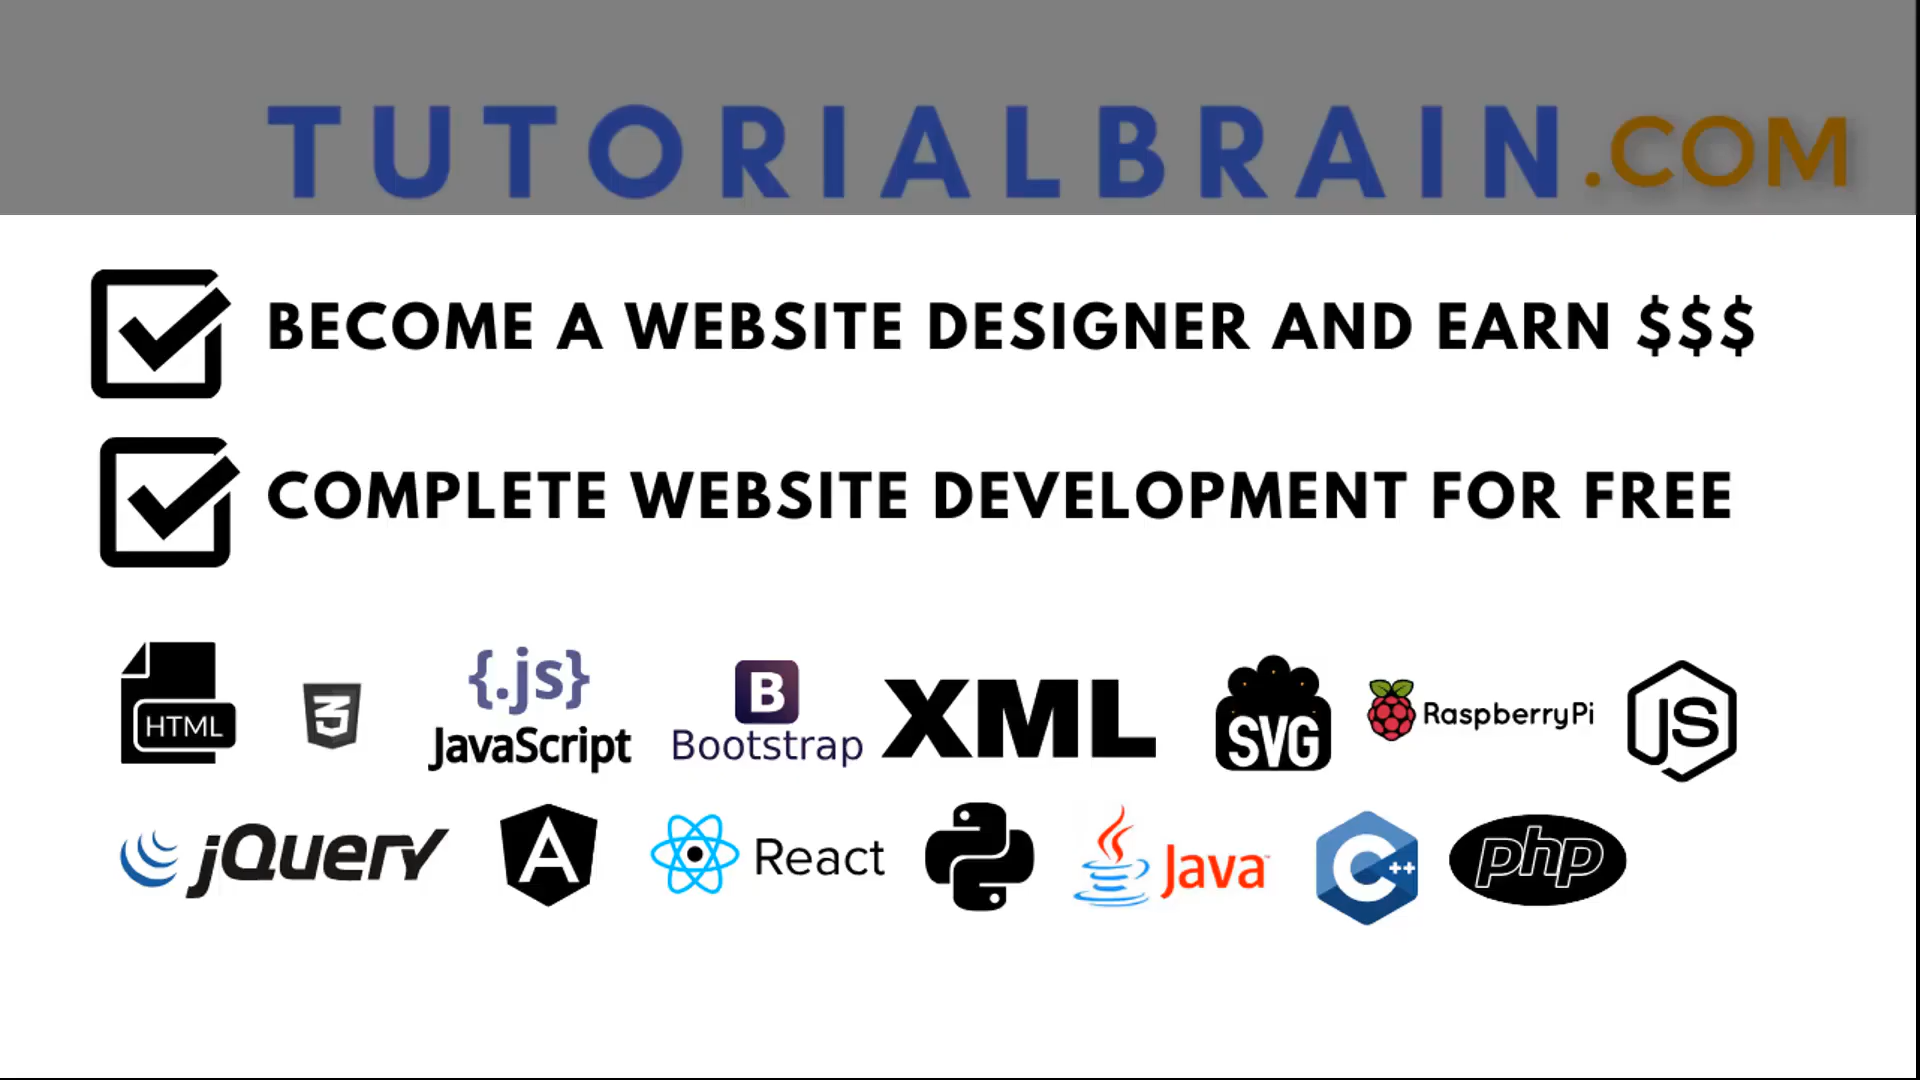 TUTORIALBRAIN.COM
BECOME A WEBSITE DESIGNER AND EARN $$$
COMPLETE WEBSITE DEVELOPMENT FOR FREE
HTML
3
{.js}
JavaScript
B
Bootstrap
XML
SVG
RaspberryPi
JS
jQuery
A
React
Java™
C++
php